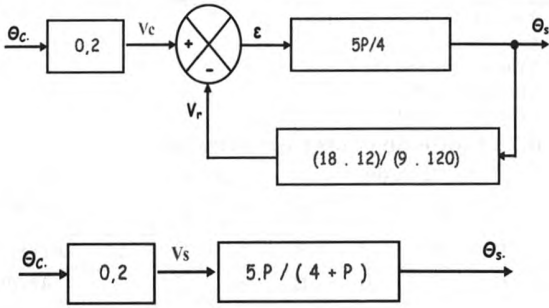 Θc. 0,2 Vc + - ε 5P/4 Θs
Vr
(18 . 12)/ (9 . 120)
Θc. 0,2 Vs 5.P / ( 4 + P ) Θs.